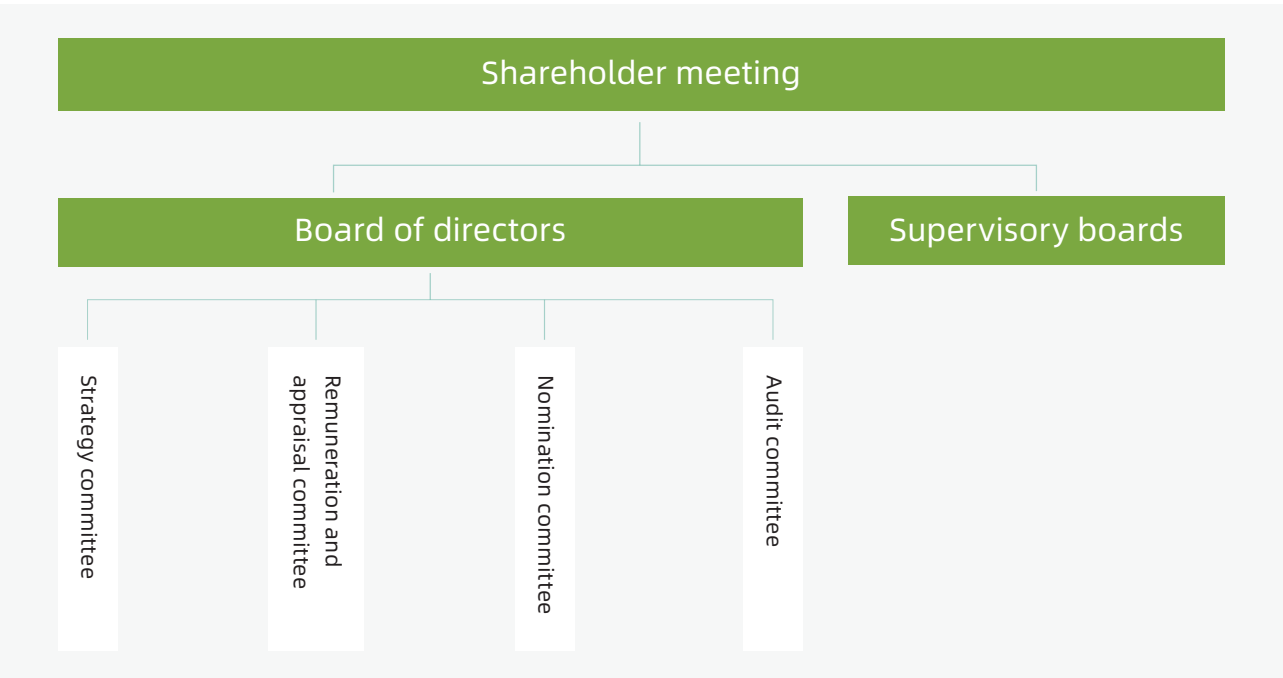 Shareholder meeting
Board of directors
Supervisory boards
Strategy committee
Remuneration and
appraisal committee
Nomination committee
Audit committee